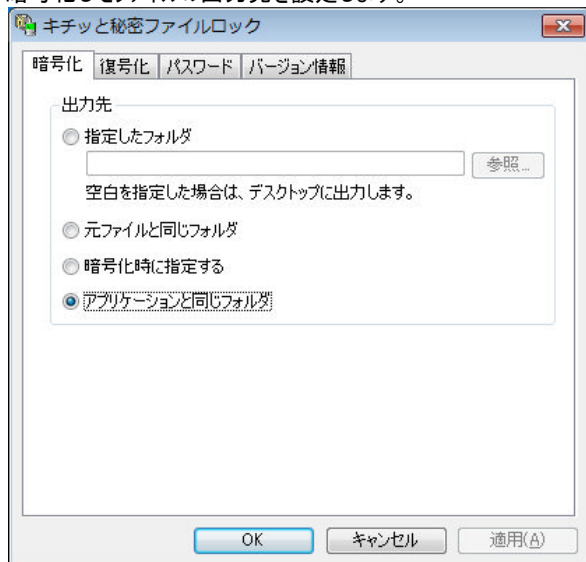 暗号化したファイルの出力先を設定します。
キチッと秘密ファイルロック
暗号化 復号化 パスワード バージョン情報
出力先
指定したフォルダ
参照...
空白を指定した場合は、デスクトップに出力します。
元ファイルと同じフォルダ
暗号化時に指定する
アプリケーションと同じフォルダ
OK キャンセル 適用(A)